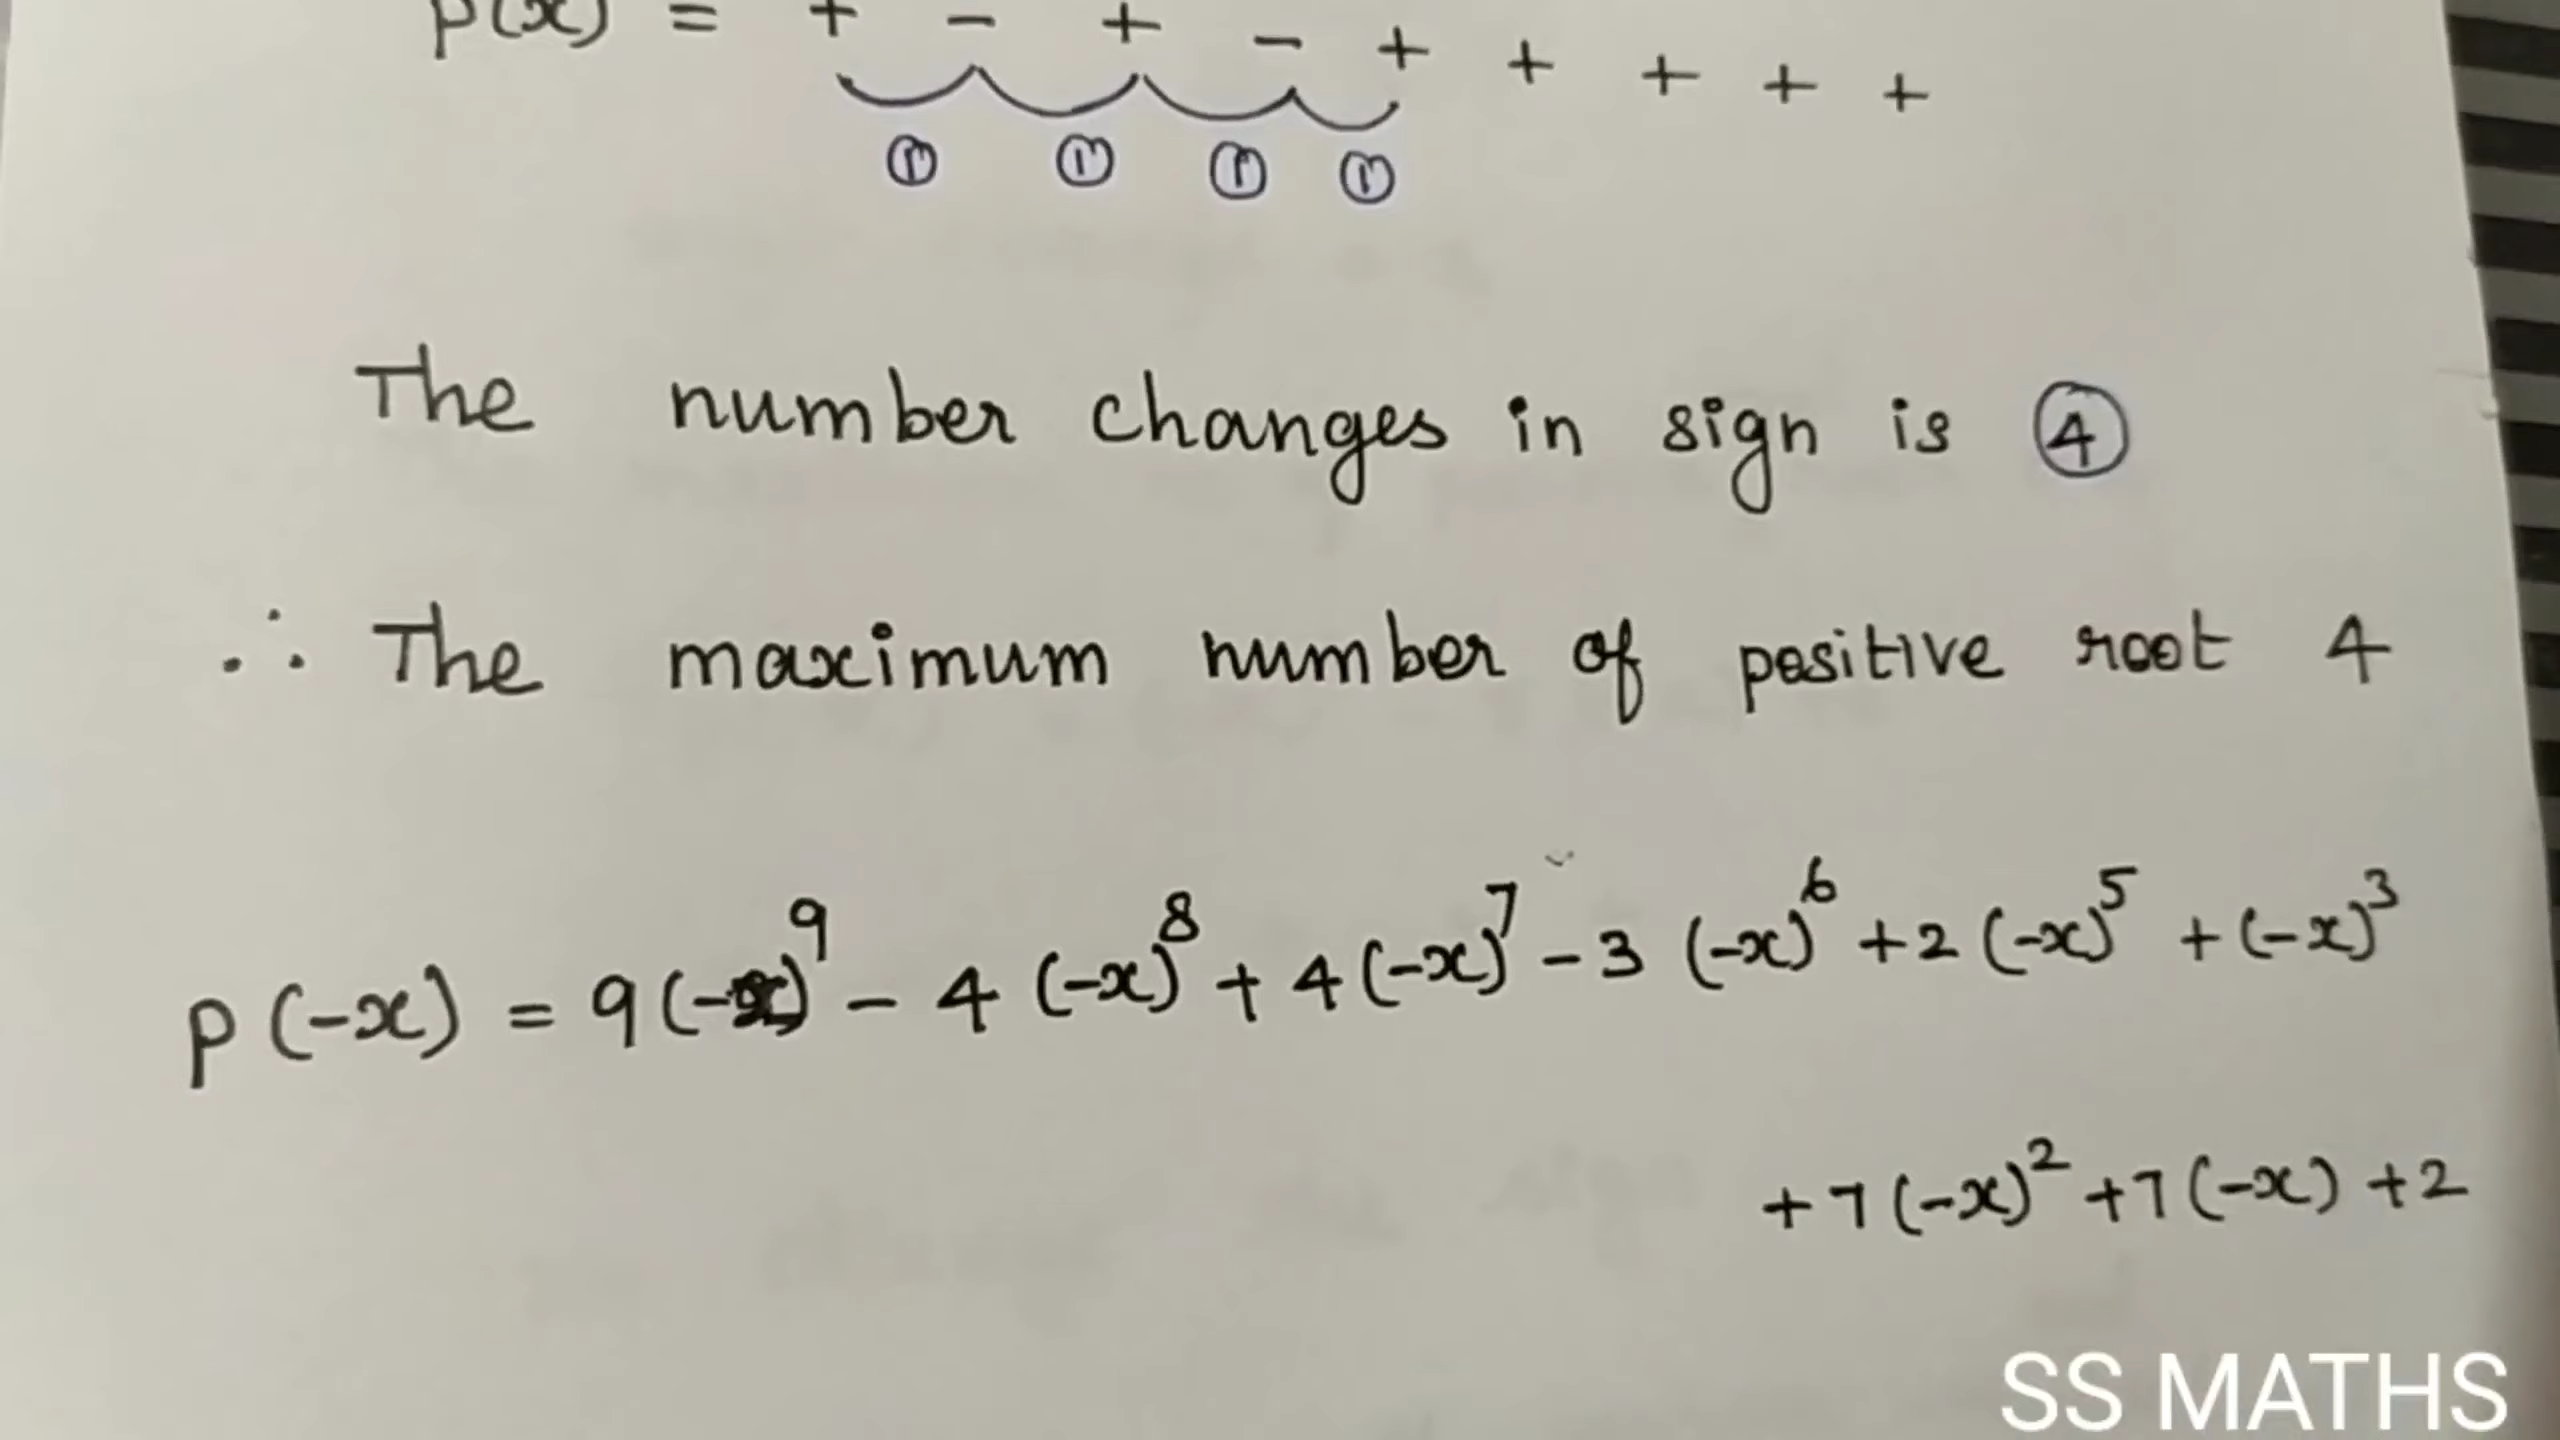 p(x) = + - + - + + + + +
① ① ① ①
The number changes in sign is ④
∴ The maximum number of positive root 4
p(-x) = 9(-x)⁹ - 4(-x)⁸ + 4(-x)⁷ - 3(-x)⁶ + 2(-x)⁵ + (-x)³
+ 7(-x)² + 7(-x) + 2
SS MATHS